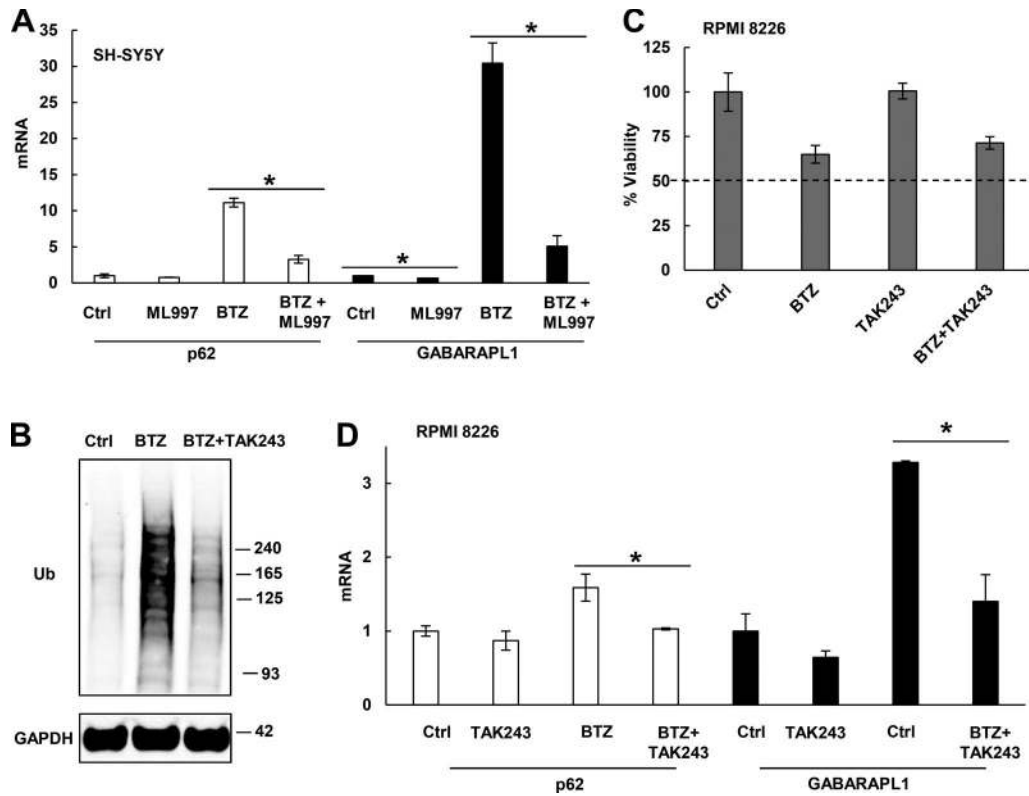 A
SH-SY5Y
mRNA
35
30
25
20
15
10
5
0
*
*
*
Ctrl
ML997
BTZ
BTZ +
ML997
Ctrl
ML997
BTZ
BTZ +
ML997
p62
GABARAPL1
C
RPMI 8226
% Viability
125
100
75
50
25
0
Ctrl
BTZ
TAK243
BTZ+TAK243
B
Ctrl BTZ BTZ+TAK243
Ub
240
165
125
93
GAPDH
42
D
RPMI 8226
mRNA
3
2
1
0
*
*
Ctrl
TAK243
BTZ
BTZ+
TAK243
Ctrl
TAK243
Ctrl
BTZ+
TAK243
p62
GABARAPL1